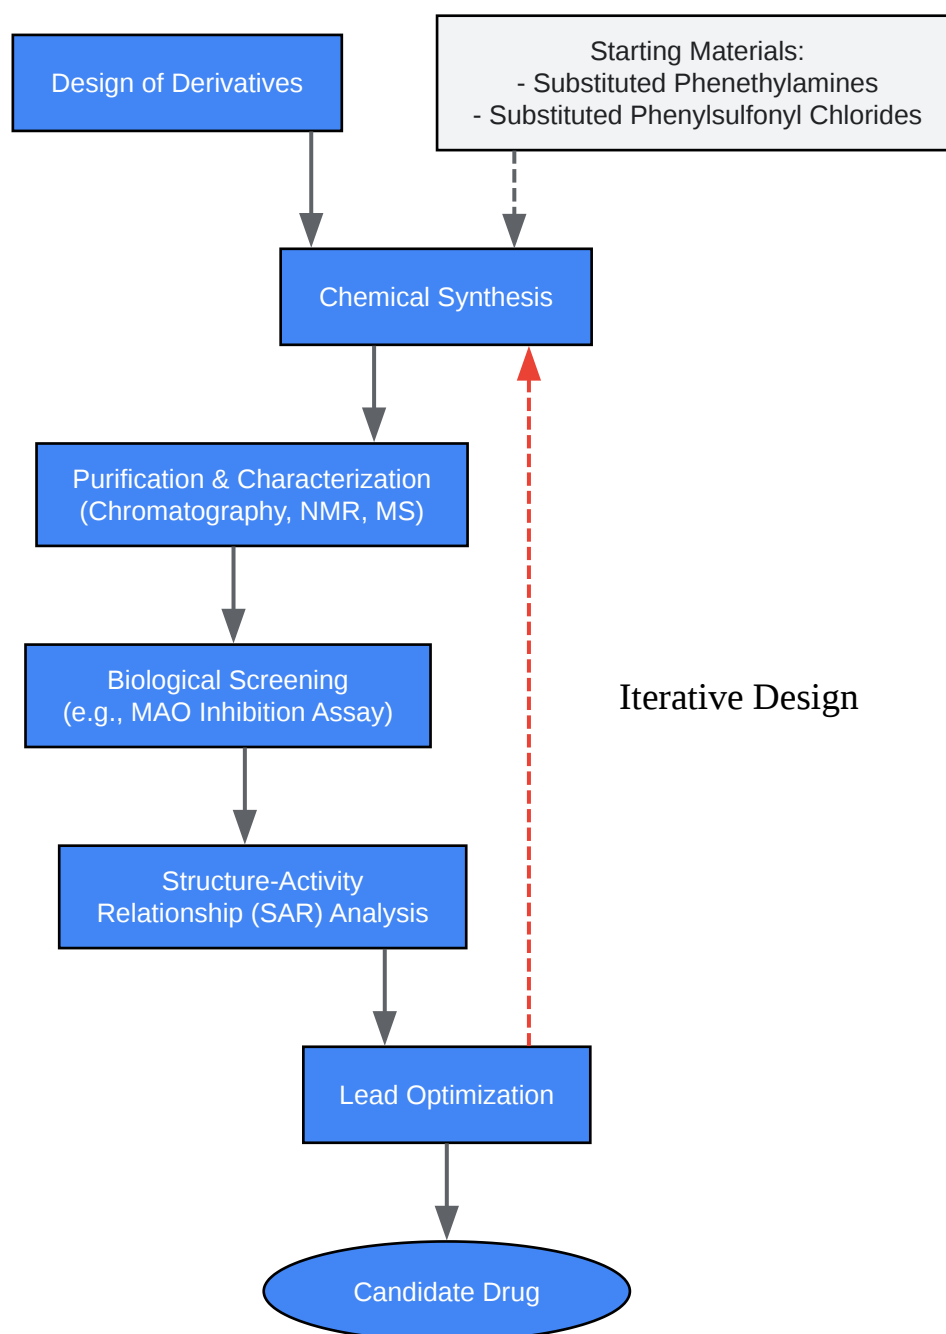 Design of Derivatives
Starting Materials:
- Substituted Phenethylamines
- Substituted Phenylsulfonyl Chlorides
Chemical Synthesis
Purification & Characterization
(Chromatography, NMR, MS)
Biological Screening
(e.g., MAO Inhibition Assay)
Iterative Design
Structure-Activity
Relationship (SAR) Analysis
Lead Optimization
Candidate Drug